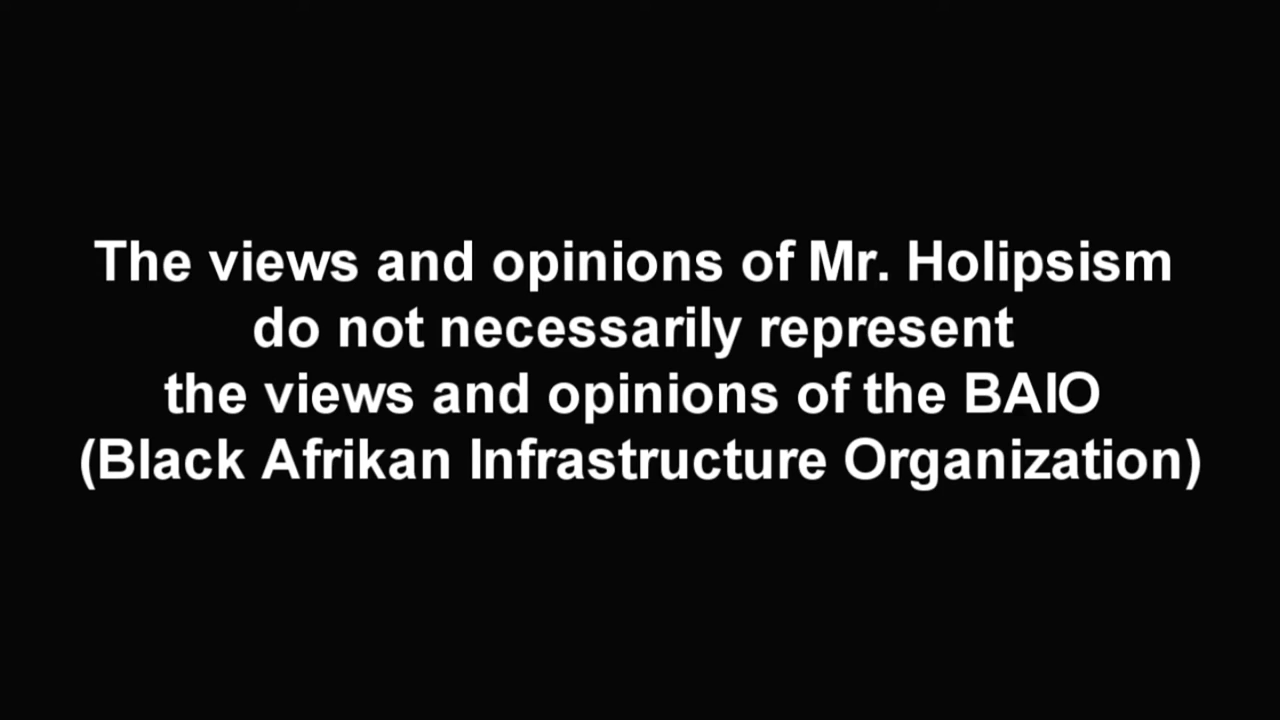 The views and opinions of Mr. Holipsism
do not necessarily represent
the views and opinions of the BAIO
(Black Afrikan Infrastructure Organization)